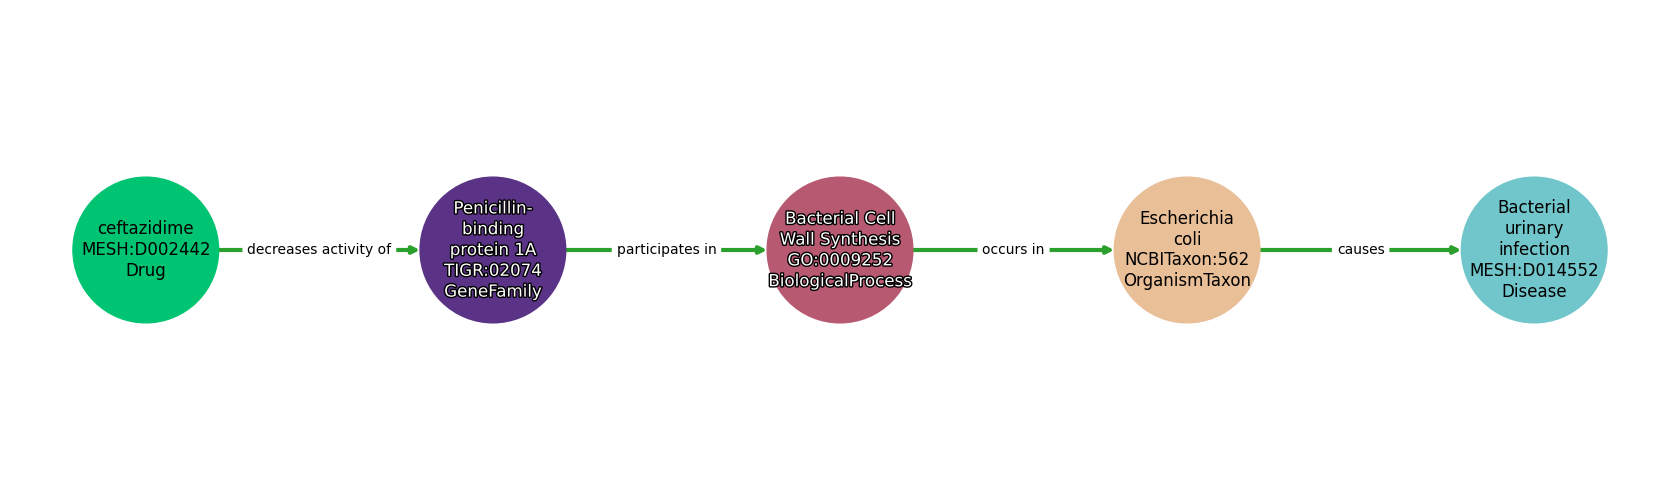 ceftazidime
MESH:D002442
Drug
decreases activity of
Penicillin-
binding
protein 1A
TIGR:02074
GeneFamily
participates in
Bacterial Cell
Wall Synthesis
GO:0009252
BiologicalProcess
occurs in
Escherichia
coli
NCBITaxon:562
OrganismTaxon
causes
Bacterial
urinary
infection
MESH:D014552
Disease